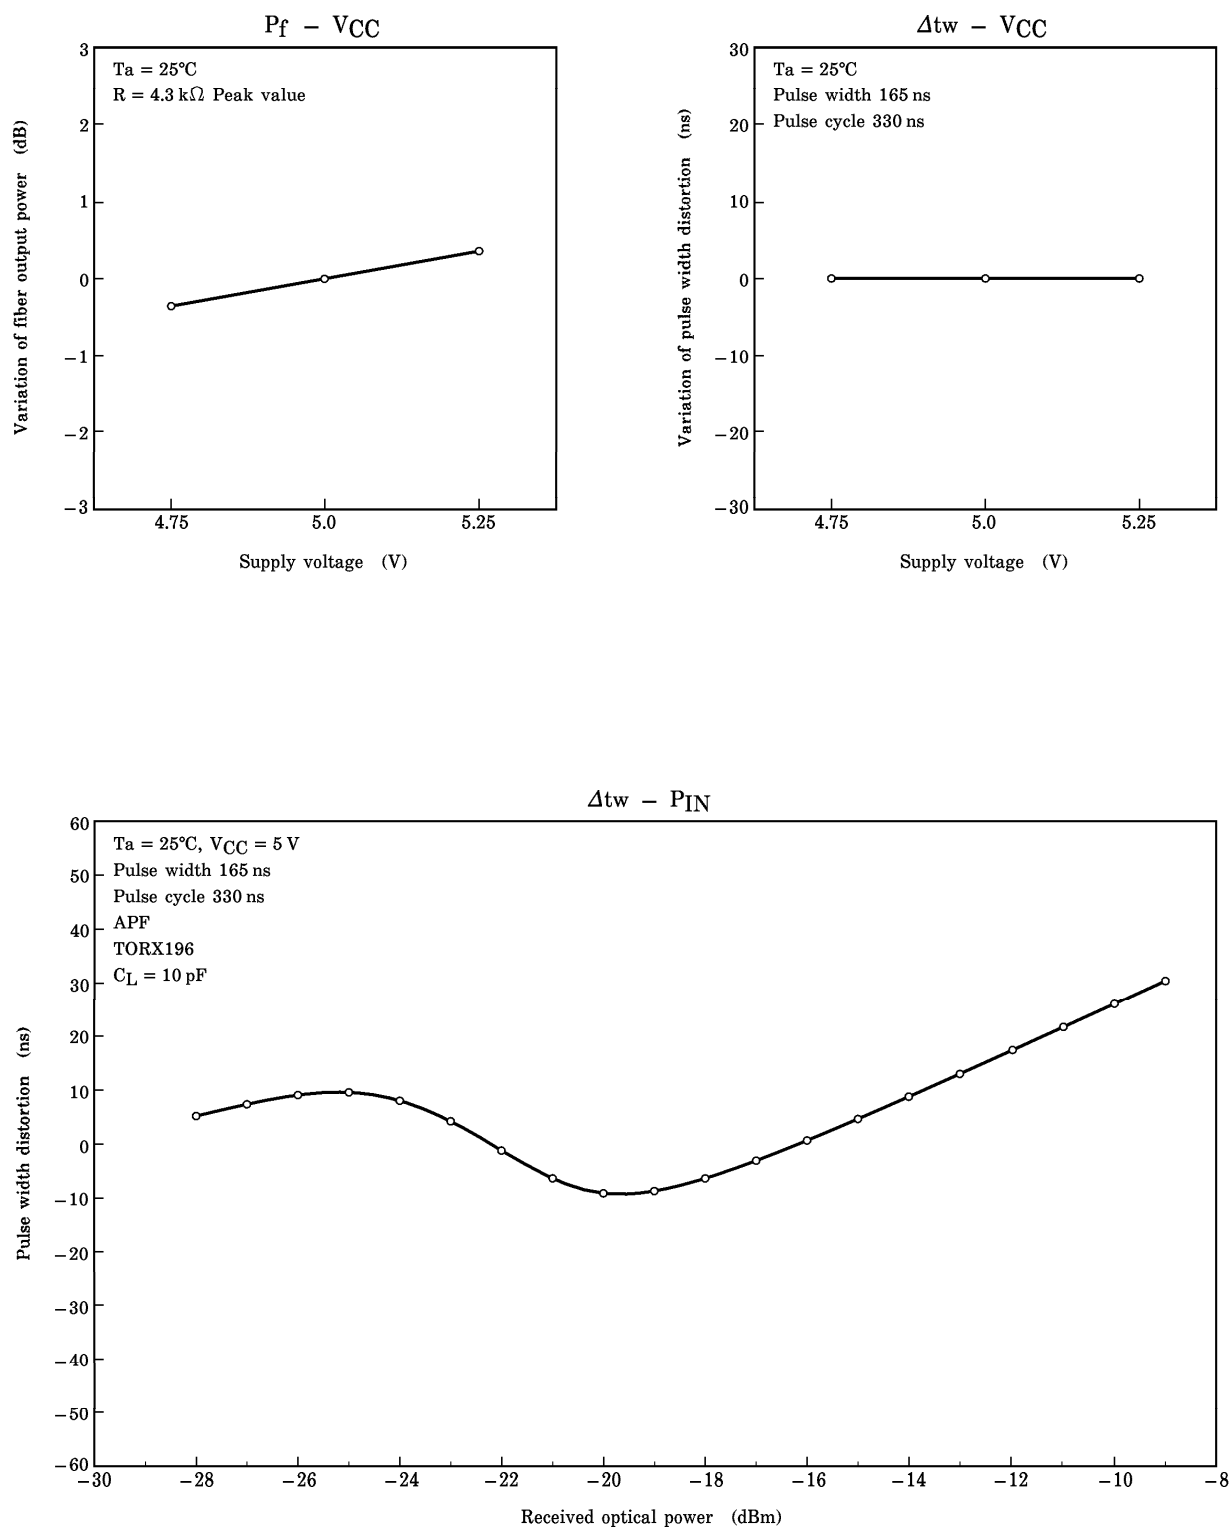 Pf − VCC
3
2
1
0
−1
−2
−3
Variation of fiber output power (dB)
Ta = 25°C
R = 4.3 kΩ Peak value
4.75 5.0 5.25
Supply voltage (V)
Δtw − VCC
30
20
10
0
−10
−20
−30
Variation of pulse width distortion (ns)
Ta = 25°C
Pulse width 165 ns
Pulse cycle 330 ns
4.75 5.0 5.25
Supply voltage (V)
Δtw − PIN
60
50
40
30
20
10
0
−10
−20
−30
−40
−50
−60
Pulse width distortion (ns)
Ta = 25°C, VCC = 5 V
Pulse width 165 ns
Pulse cycle 330 ns
APF
TORX196
CL = 10 pF
−30 −28 −26 −24 −22 −20 −18 −16 −14 −12 −10 −8
Received optical power (dBm)